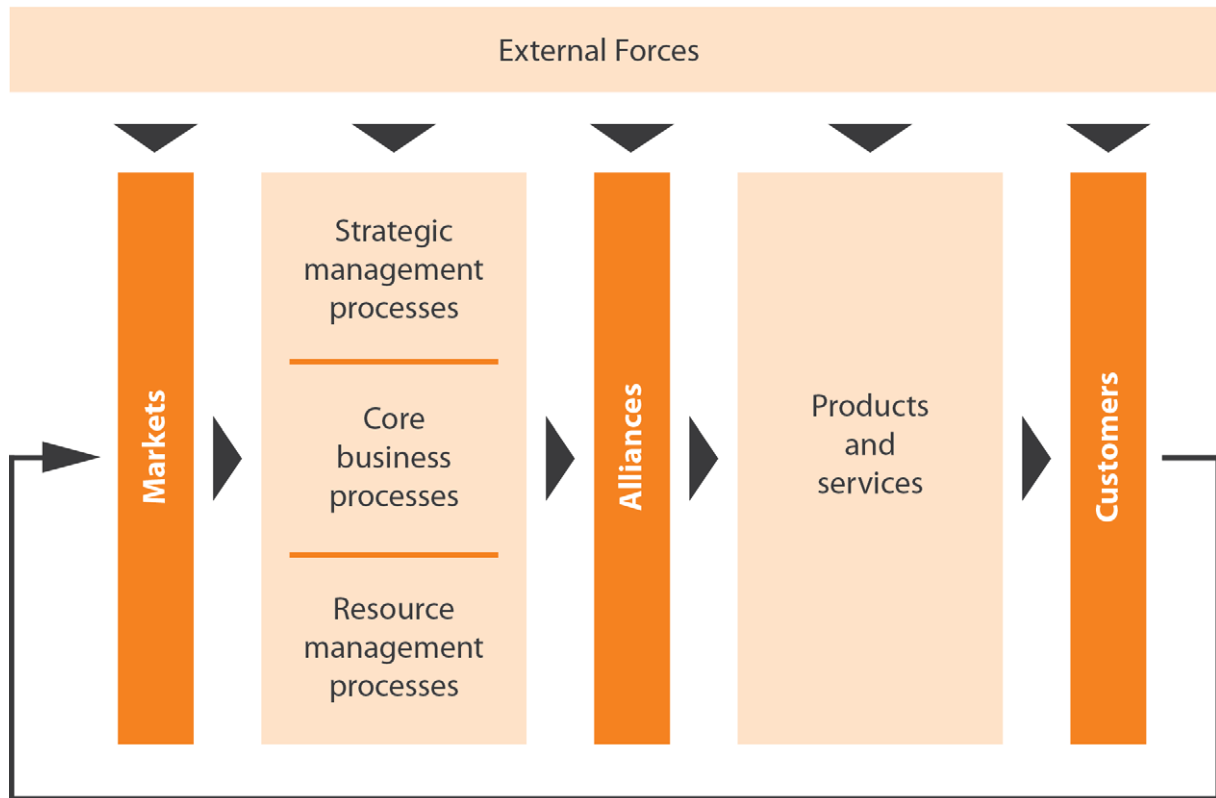 External Forces
Markets
Strategic
management
processes
Core
business
processes
Resource
management
processes
Alliances
Products
and
services
Customers